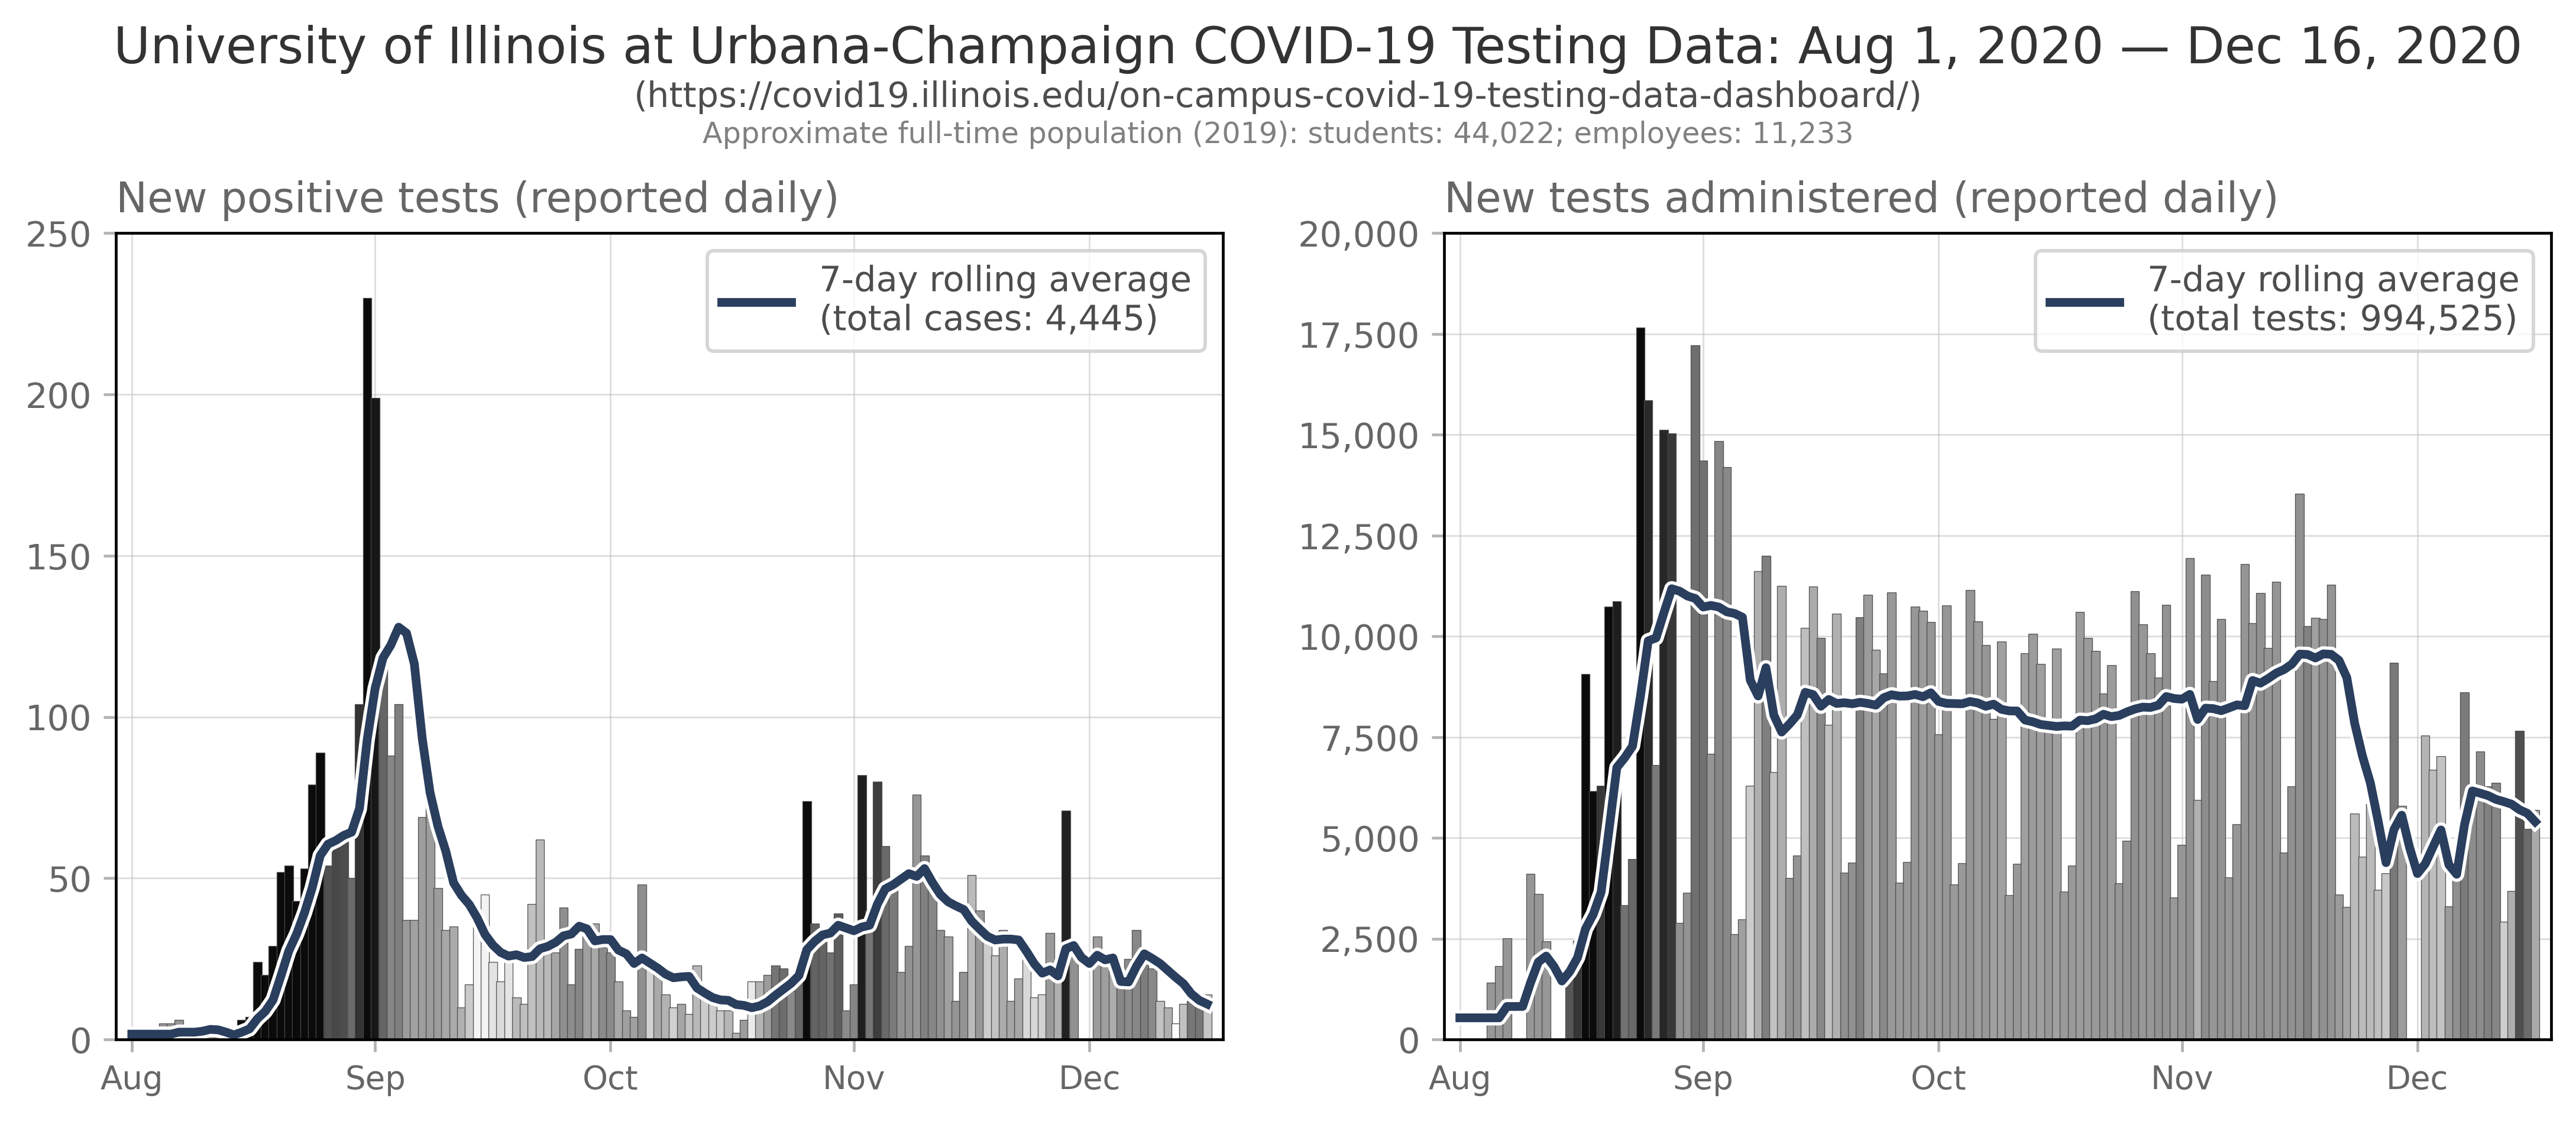 University of Illinois at Urbana-Champaign COVID-19 Testing Data: Aug 1, 2020 — Dec 16, 2020
(https://covid19.illinois.edu/on-campus-covid-19-testing-data-dashboard/)
Approximate full-time population (2019): students: 44,022; employees: 11,233
New positive tests (reported daily)
250
200
150
100
50
0
7-day rolling average
(total cases: 4,445)
Aug Sep Oct Nov Dec
New tests administered (reported daily)
20,000
17,500
15,000
12,500
10,000
7,500
5,000
2,500
0
7-day rolling average
(total tests: 994,525)
Aug Sep Oct Nov Dec